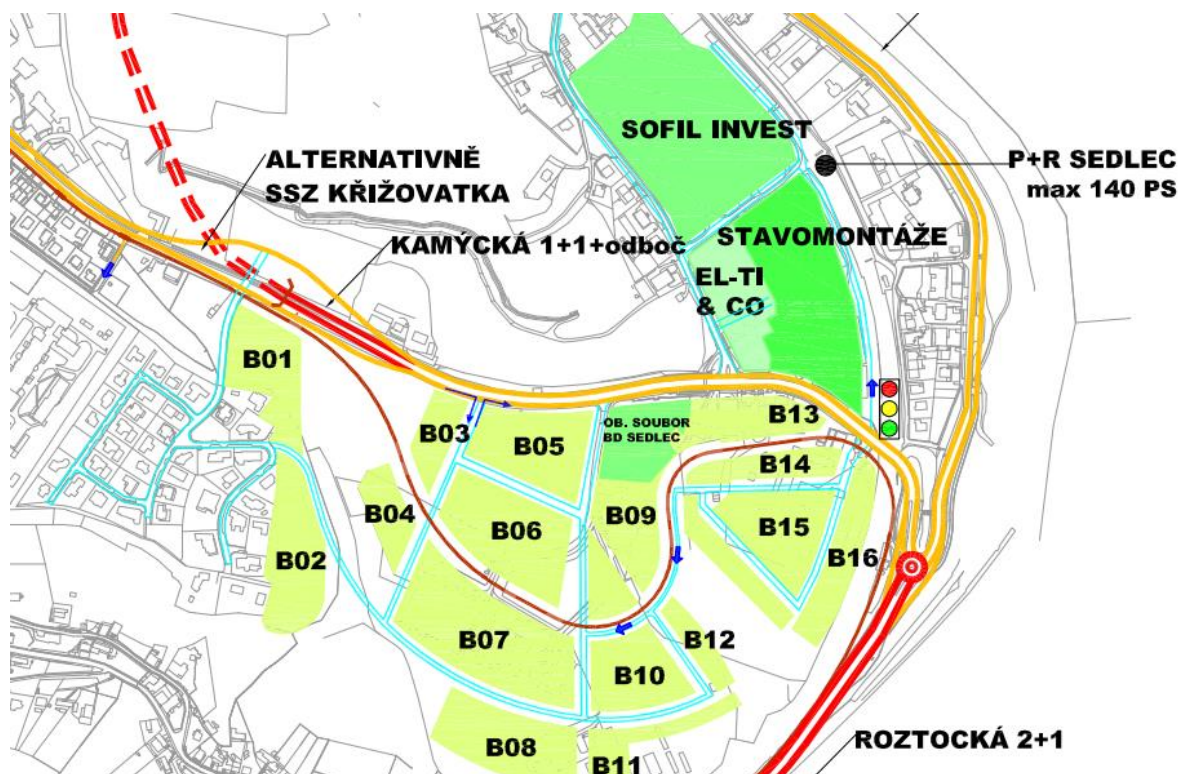 SOFIL INVEST
ALTERNATIVNĚ
SSZ KŘIŽOVATKA
P+R SEDLEC
max 140 PS
KAMÝCKÁ 1+1+odboč
STAVOMONTÁŽE
EL-TI
& CO
B01
B03
B05
OB. SOUBOR
BD SEDLEC
B13
B14
B04
B06
B09
B15
B02
B16
B07
B12
B10
B08
B11
ROZTOCKÁ 2+1